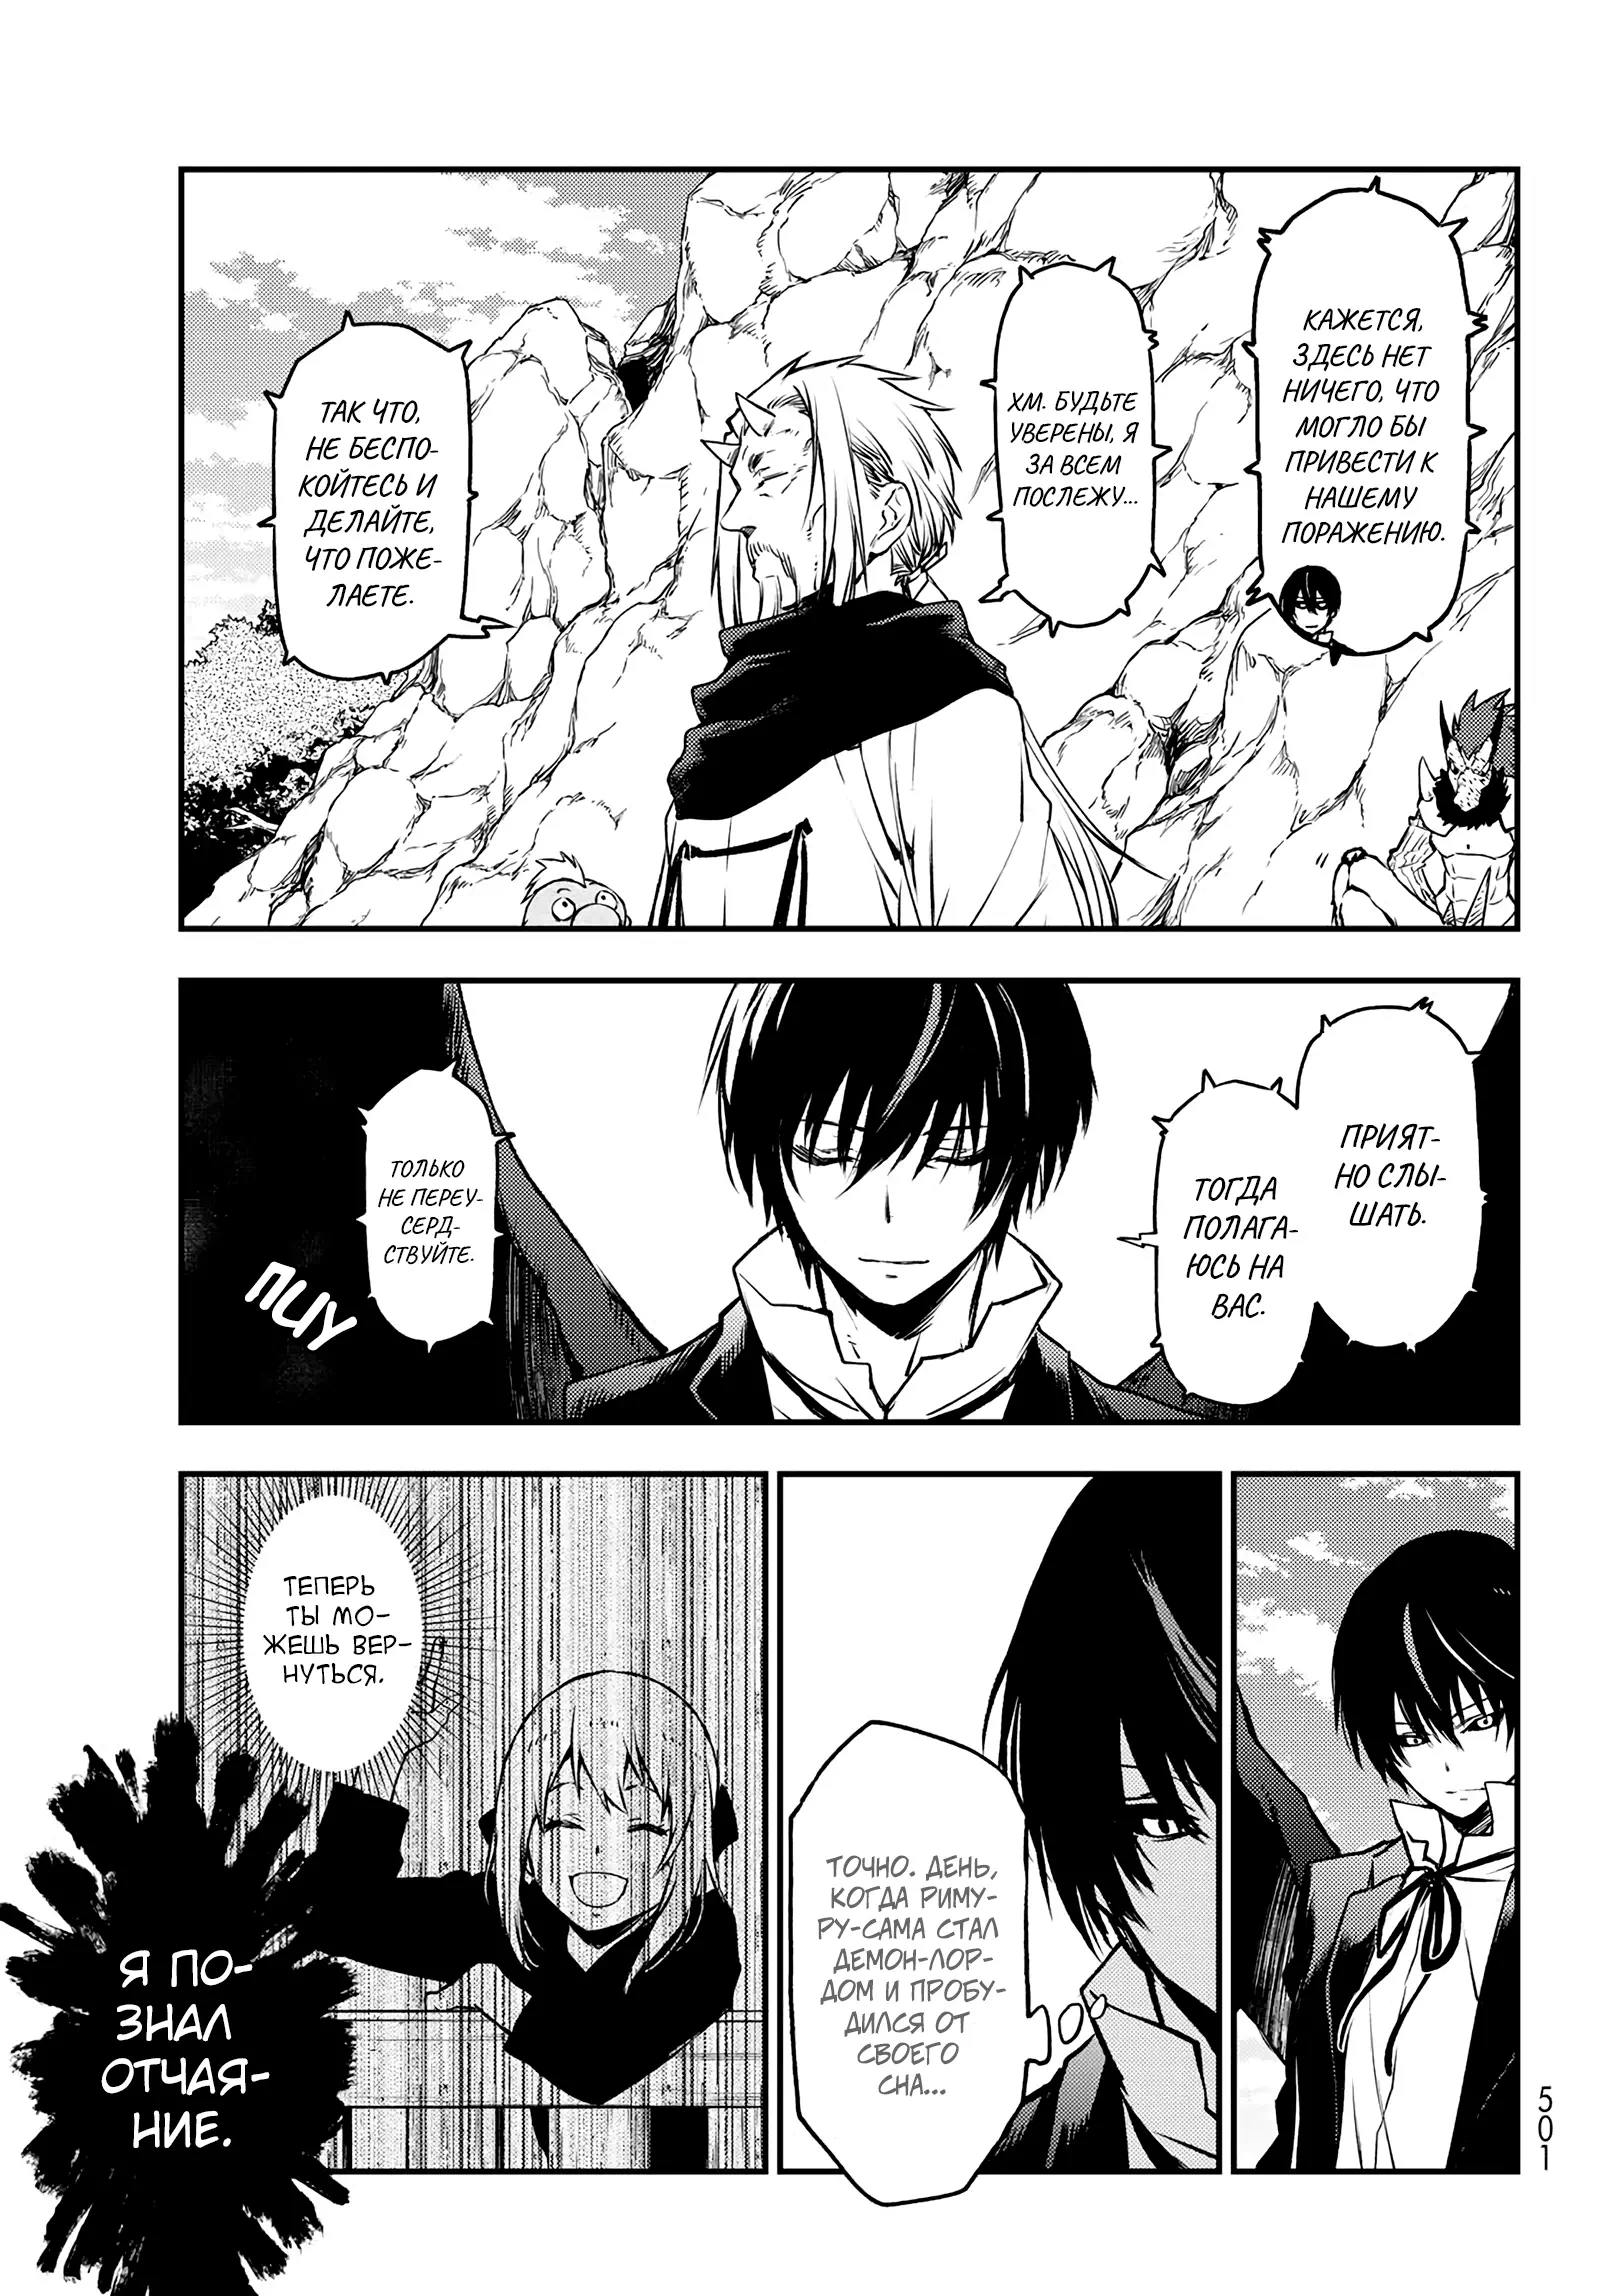 КАЖЕТСЯ,
ЗДЕСЬ НЕТ
НИЧЕГО, ЧТО
МОГЛО БЫ
ПРИВЕСТИ К
НАШЕМУ
ПОРАЖЕНИЮ.
ХМ. БУДЬТЕ
УВЕРЕНЫ, Я
ЗА ВСЕМ
ПОСЛЕЖУ...
ТАК ЧТО,
НЕ БЕСПО-
КОЙТЕСЬ И
ДЕЛАЙТЕ,
ЧТО ПОЖЕ-
ЛАЕТЕ.
ПРИЯТ-
НО СЛЫ-
ШАТЬ.
ТОГДА
ПОЛАГА-
ЮСЬ НА
ВАС.
ТОЛЬКО
НЕ ПЕРЕУ-
СЕРД-
СТВУЙТЕ.
ПШУ
ТОЧНО. ДЕНЬ,
КОГДА РИМУ-
РУ-САМА СТАЛ
ДЕМОН-ЛОР-
ДОМ И ПРОБУ-
ДИЛСЯ ОТ
СВОЕГО
СНА...
ТЕПЕРЬ
ТЫ МО-
ЖЕШЬ ВЕР-
НУТЬСЯ.
Я ПО-
ЗНАЛ
ОТЧАЯ-
НИЕ.
501